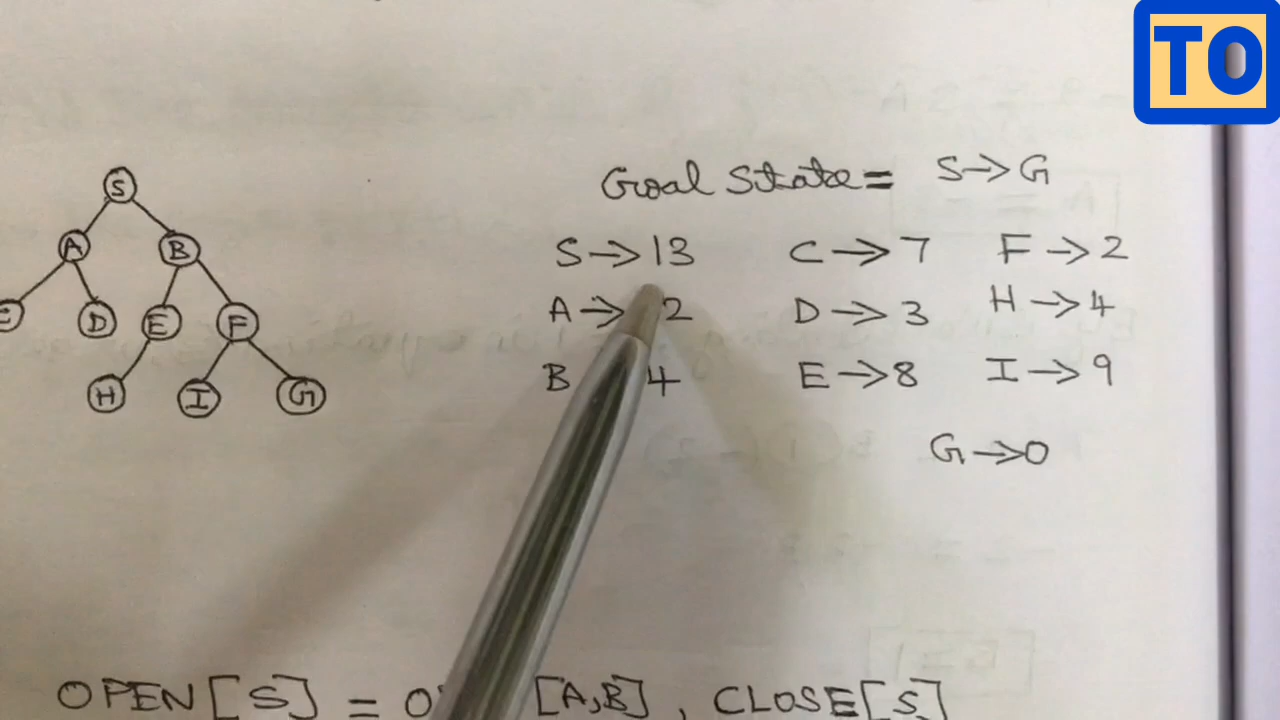 TO
Goal State = S→G
S
S→13 C→7 F→2
A B
A→ 2 D→3 H→4
D E F
B 4 E→8 I→9
H I G
G→0
OPEN[S] = O [A,B], CLOSE[S]